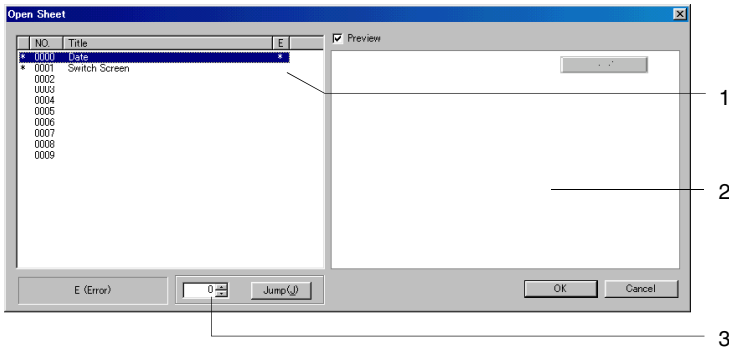 Open Sheet
NO. Title E
* 0000 Date *
* 0001 Switch Screen
0002
0003
0004
0005
0006
0007
0008
0009
Preview
1
2
E (Error)
0
Jump(J)
OK
Cancel
3